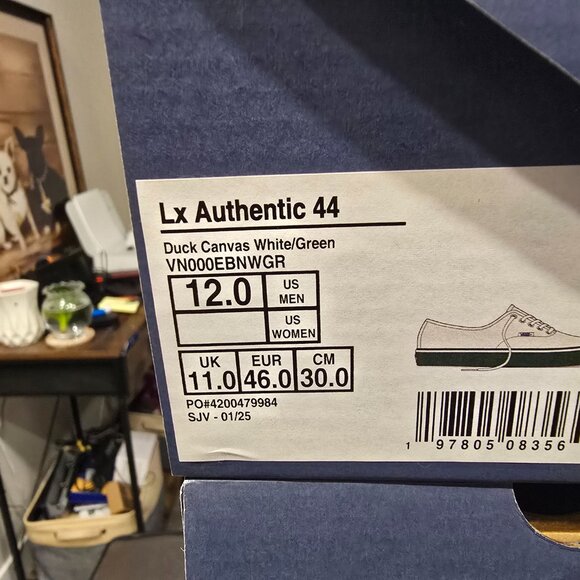 Lx Authentic 44
Duck Canvas White/Green
VN000EBNWGR
12.0 US MEN
US WOMEN
UK EUR CM
11.0 46.0 30.0
PO#4200479984
SJV - 01/25
1 97805 08356